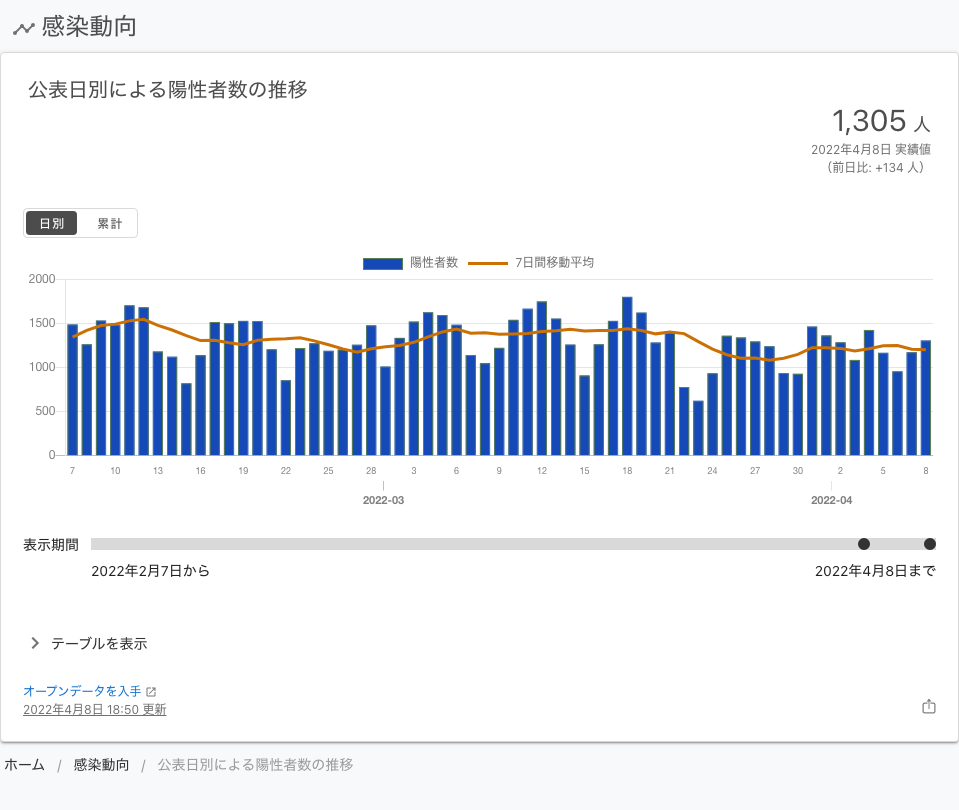 感染動向
公表日別による陽性者数の推移
1,305 人
2022年4月8日 実績値
（前日比: +134 人）
日別 累計
陽性者数 7日間移動平均
2000
1500
1000
500
0
7 10 13 16 19 22 25 28 3 6 9 12 15 18 21 24 27 30 2 5 8
2022-03 2022-04
表示期間
2022年2月7日から 2022年4月8日まで
テーブルを表示
オープンデータを入手
2022年4月8日 18:50 更新
ホーム / 感染動向 / 公表日別による陽性者数の推移